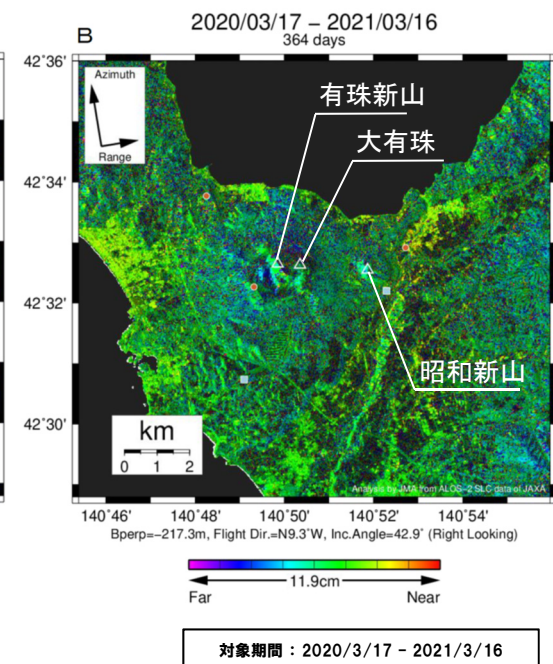 2020/03/17 – 2021/03/16
B
364 days
42°36'
Azimuth
Range
有珠新山
大有珠
42°34'
42°32'
昭和新山
42°30'
km
0 1 2
Analysis by JMA from ALOS-2 SLC data of JAXA
140°46' 140°48' 140°50' 140°52' 140°54'
Bperp=−217.3m, Flight Dir.=N9.3°W, Inc.Angle=42.9° (Right Looking)
11.9cm
Far Near
対象期間：2020/3/17 - 2021/3/16